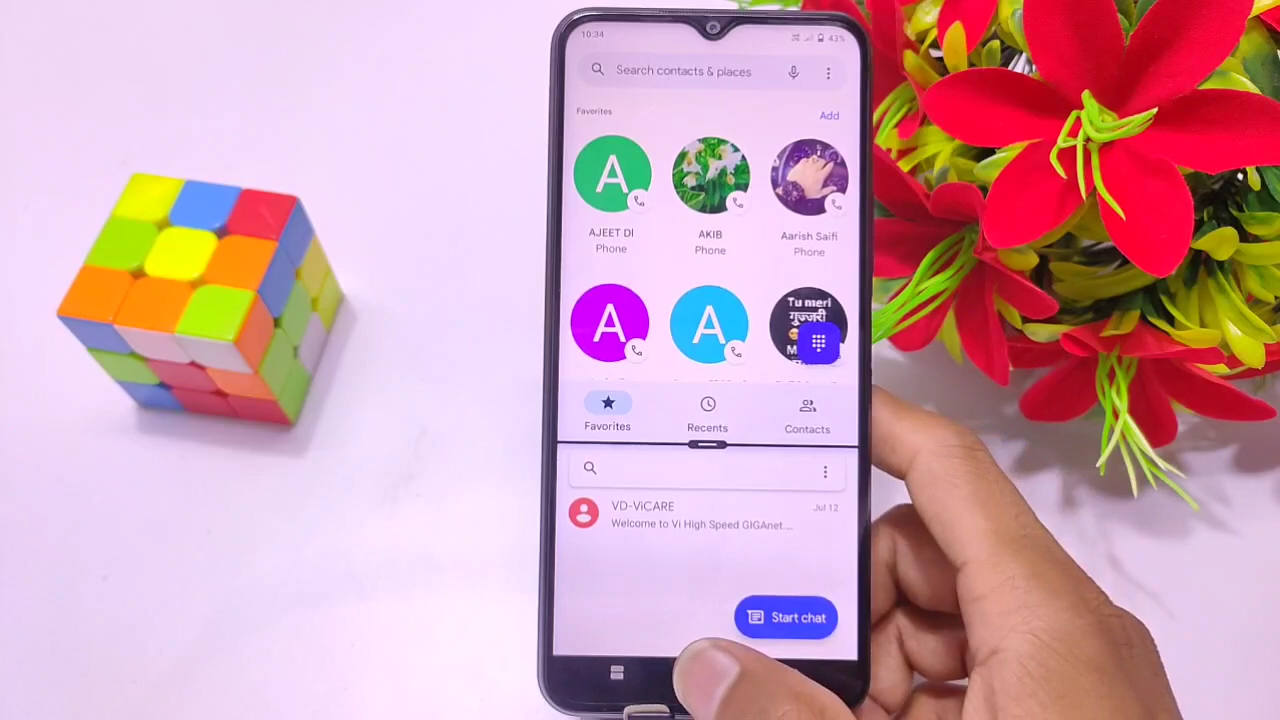 10:34
43%
Search contacts & places
Favorites
Add
A
AJEET DI
Phone
AKIB
Phone
Aarish Saifi
Phone
A
A
Tu meri
गुज्जरी
Favorites
Recents
Contacts
VD-ViCARE
Jul 12
Welcome to Vi High Speed GIGAnet...
Start chat